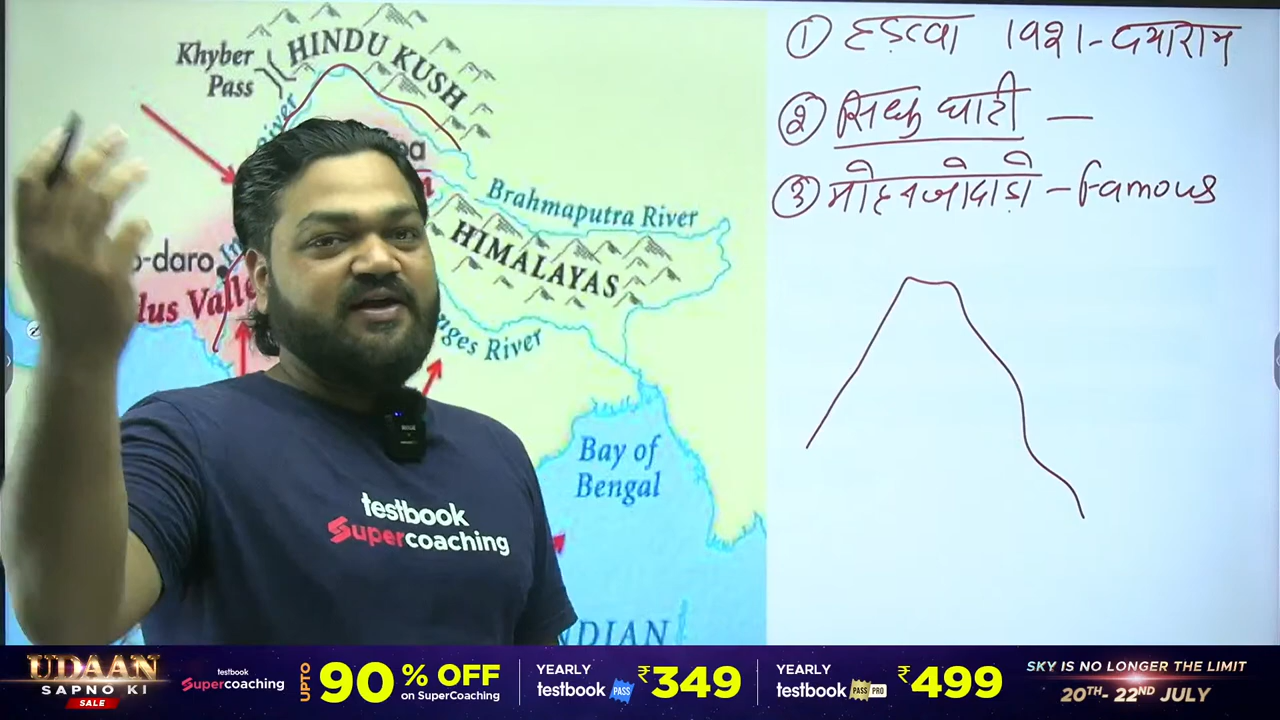 Khyber
Pass
HINDU KUSH
River
Brahmaputra River
HIMALAYAS
-daro
lus Valle
ges River
Bay of
Bengal
NDIAN
① हड़प्पा 1921 - दयाराम
② सिन्धु घाटी —
③ मोहनजोदाड़ो - famous
testbook
Supercoaching
UDAAN
SAPNO KI
SALE
testbook
Supercoaching
UPTO 90% OFF
on SuperCoaching
YEARLY
testbook PASS ₹349
YEARLY
testbook PASS PRO ₹499
SKY IS NO LONGER THE LIMIT
20TH- 22ND JULY